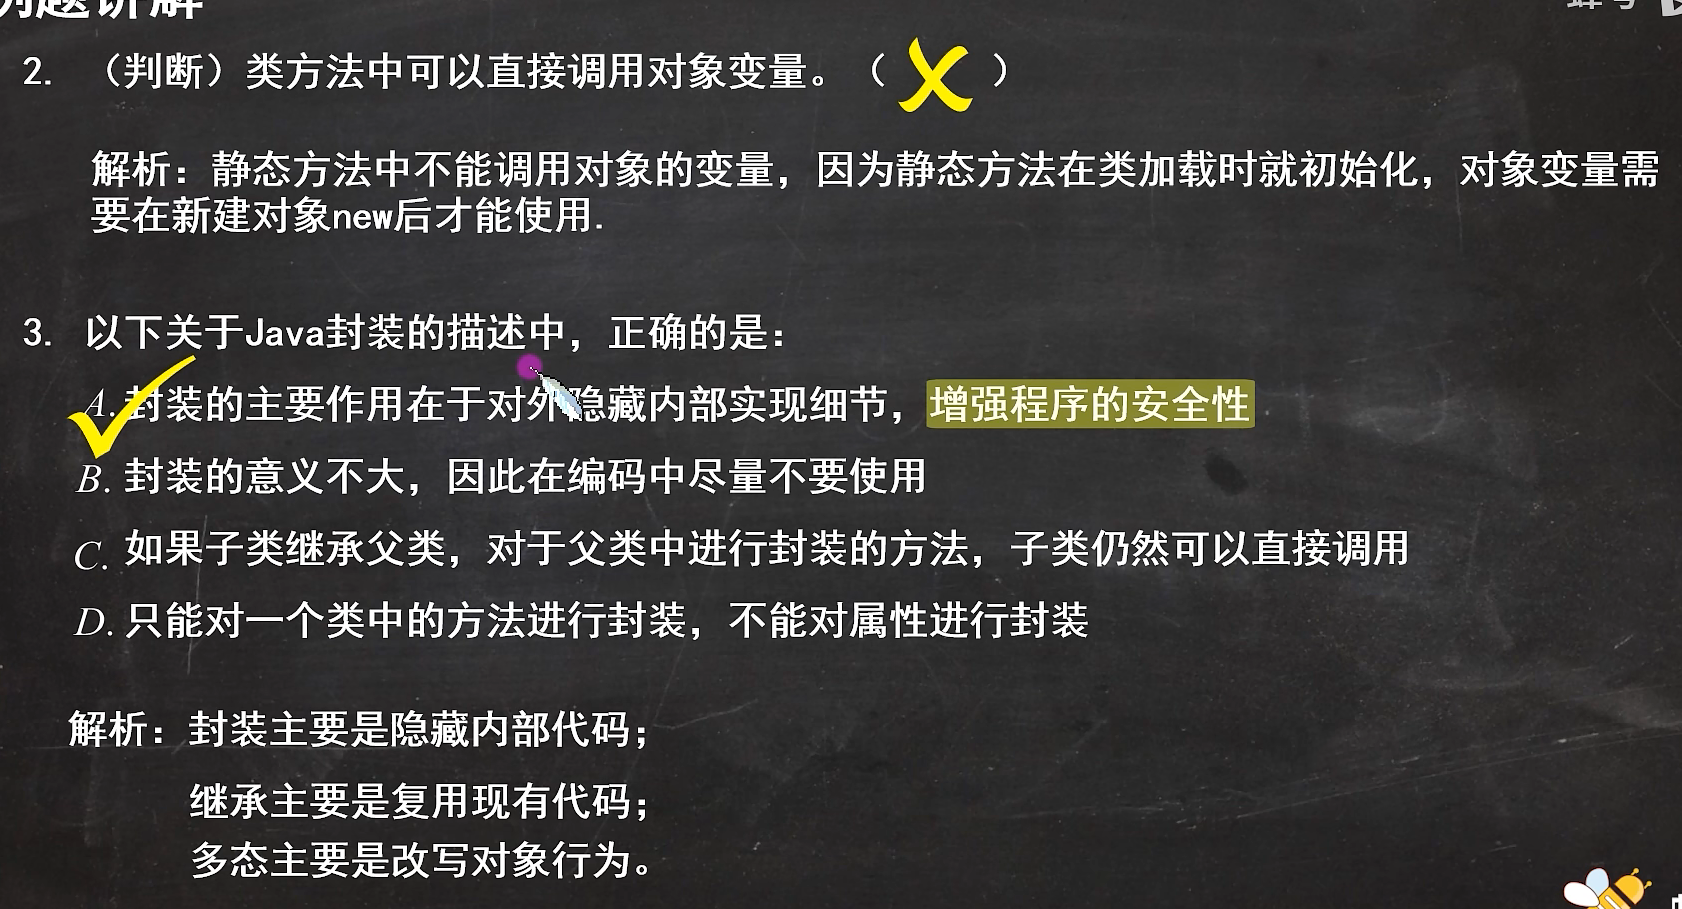 例题讲解
2. （判断）类方法中可以直接调用对象变量。（ X ）
解析：静态方法中不能调用对象的变量，因为静态方法在类加载时就初始化，对象变量需
要在新建对象new后才能使用.
3. 以下关于Java封装的描述中，正确的是：
A. 封装的主要作用在于对外隐藏内部实现细节，增强程序的安全性
B. 封装的意义不大，因此在编码中尽量不要使用
C. 如果子类继承父类，对于父类中进行封装的方法，子类仍然可以直接调用
D. 只能对一个类中的方法进行封装，不能对属性进行封装
解析：封装主要是隐藏内部代码；
继承主要是复用现有代码；
多态主要是改写对象行为。